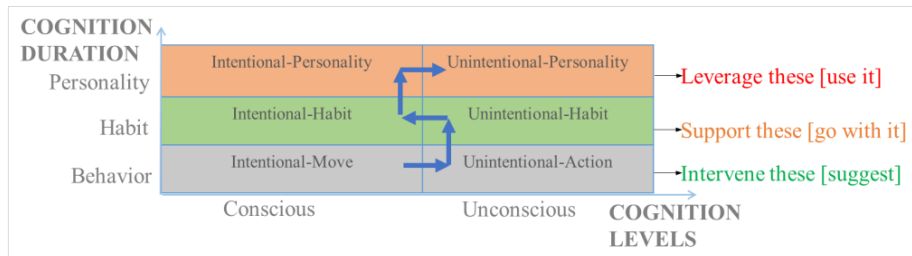 COGNITION
DURATION
Personality
Intentional-Personality
Unintentional-Personality
Leverage these [use it]
Habit
Intentional-Habit
Unintentional-Habit
Support these [go with it]
Behavior
Intentional-Move
Unintentional-Action
Intervene these [suggest]
Conscious
Unconscious
COGNITION
LEVELS